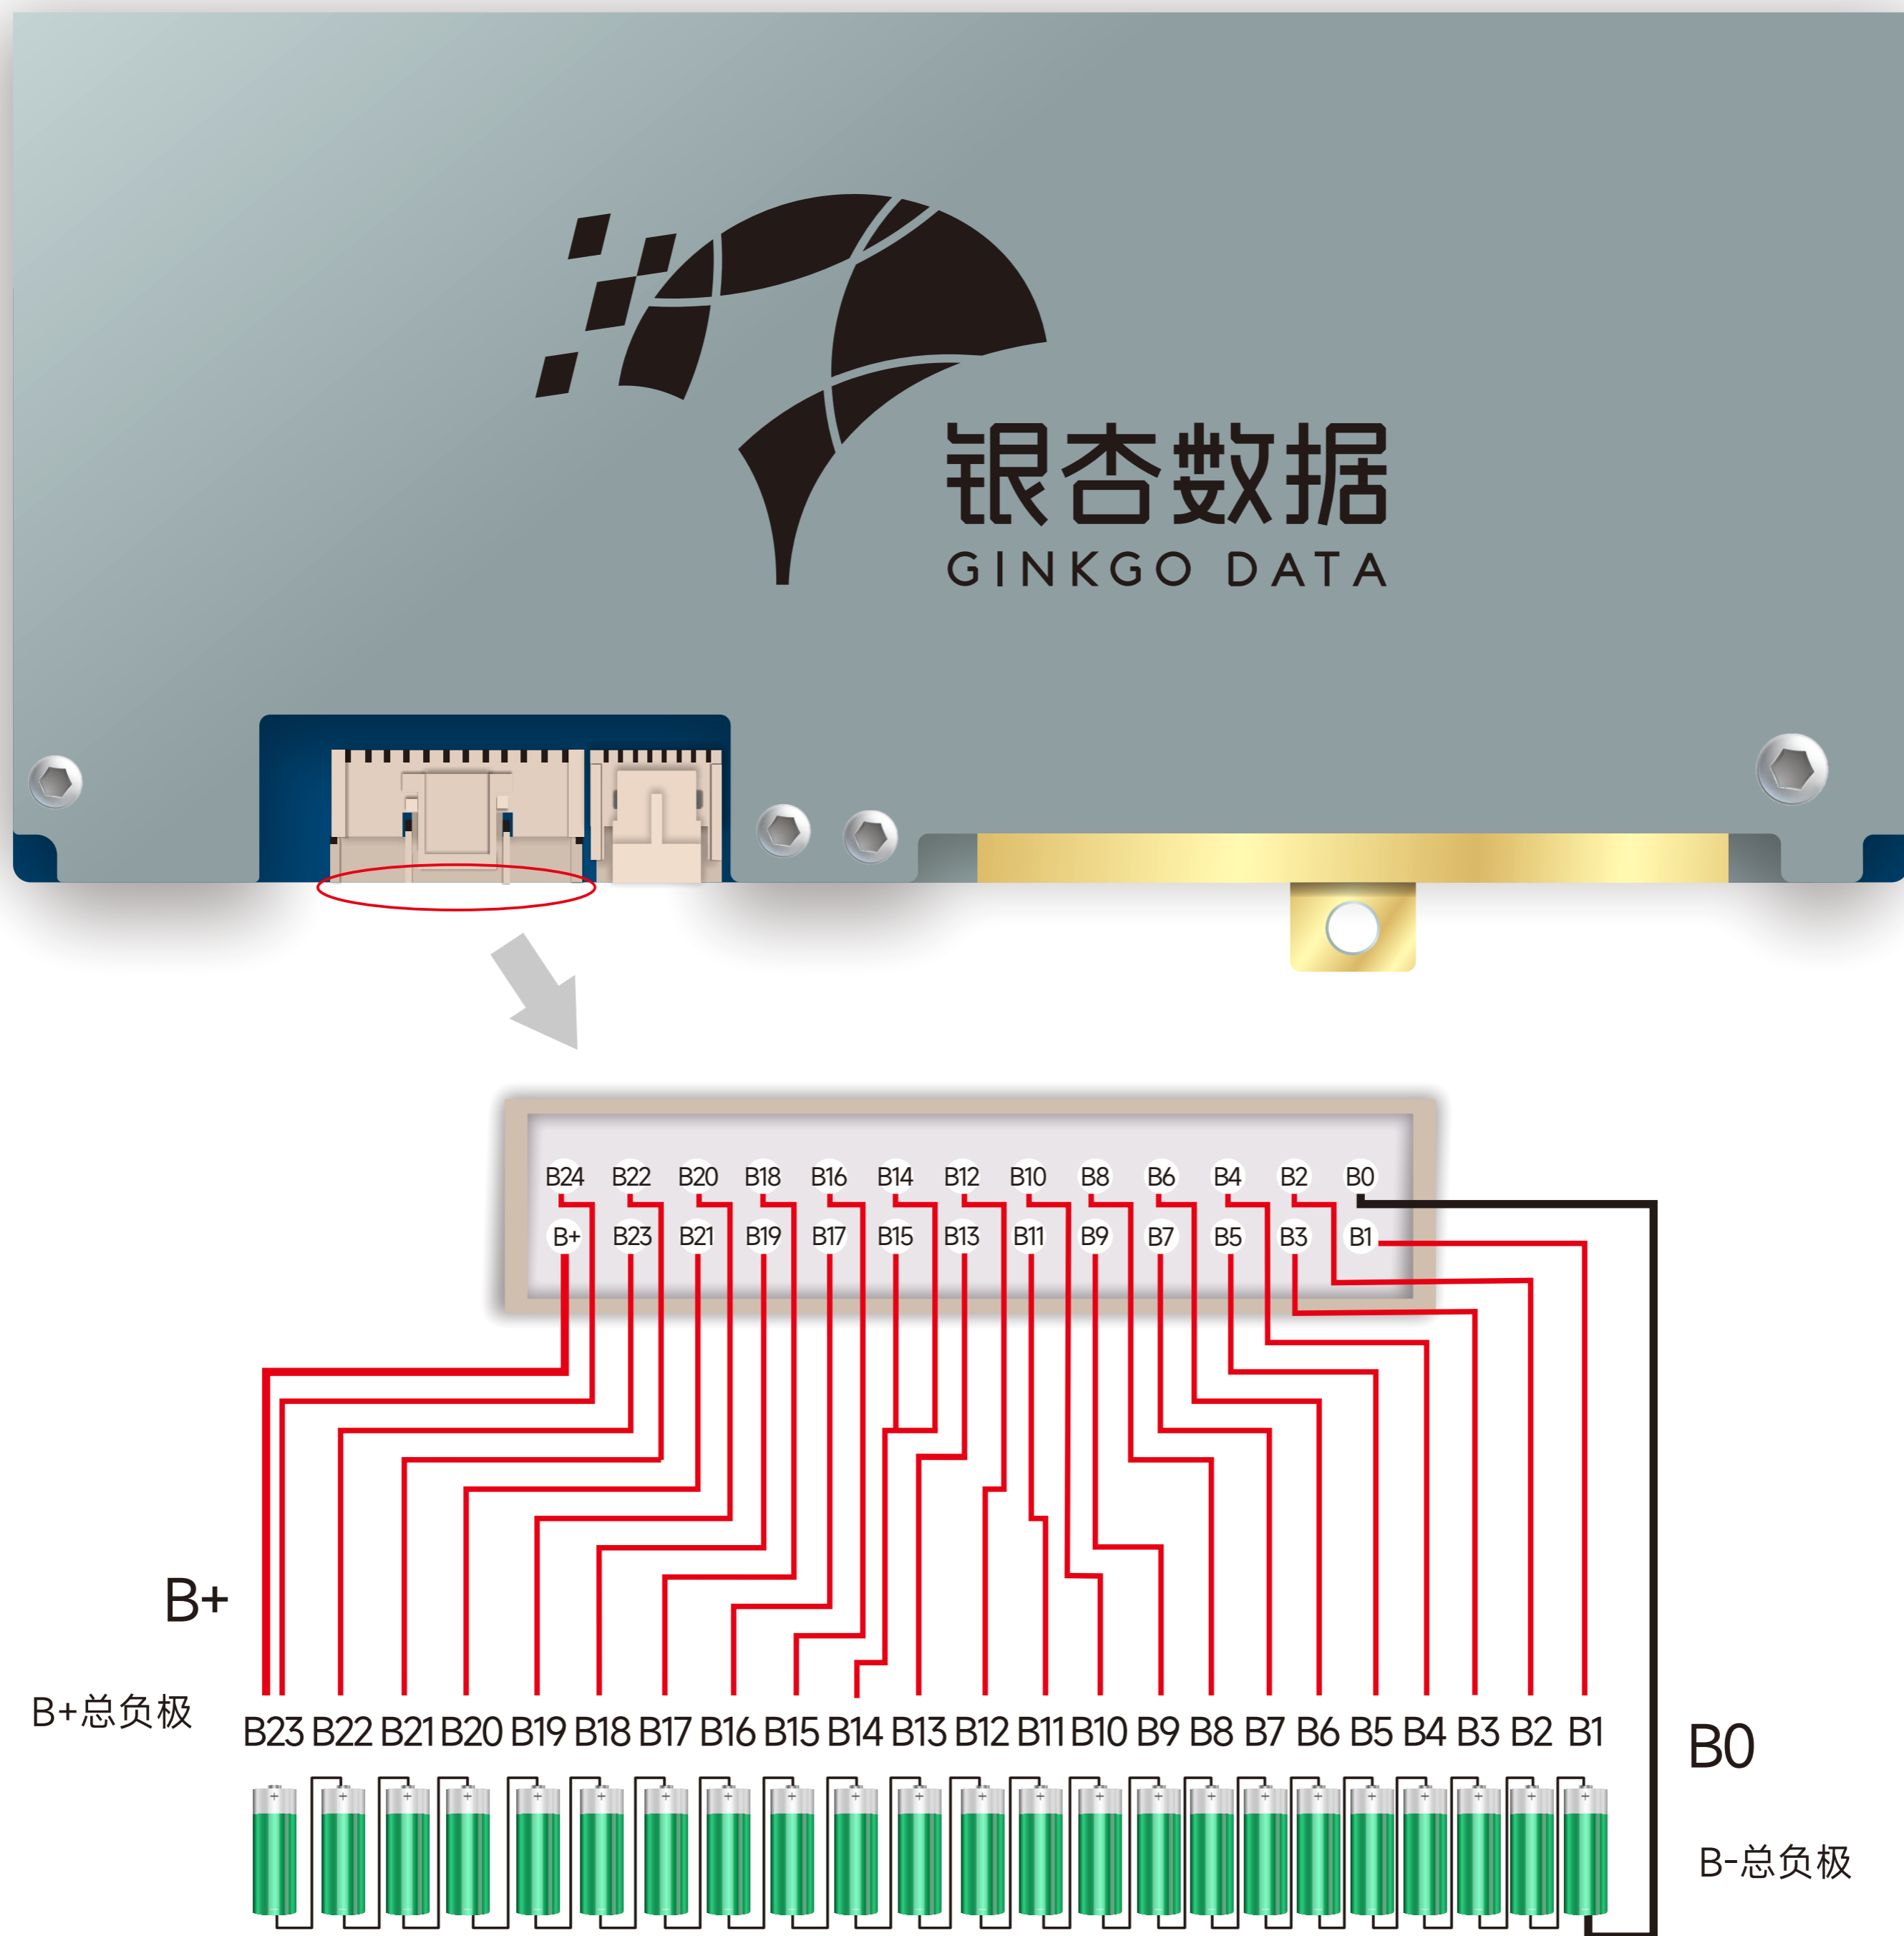 银杏数据
GINKGO DATA
B24 B22 B20 B18 B16 B14 B12 B10 B8 B6 B4 B2 B0
B+ B23 B21 B19 B17 B15 B13 B11 B9 B7 B5 B3 B1
B+
B+总负极
B23 B22 B21 B20 B19 B18 B17 B16 B15 B14 B13 B12 B11 B10 B9 B8 B7 B6 B5 B4 B3 B2 B1
B0
+ + + + + + + + + + + + + + + + + + + + + + +
B-总负极